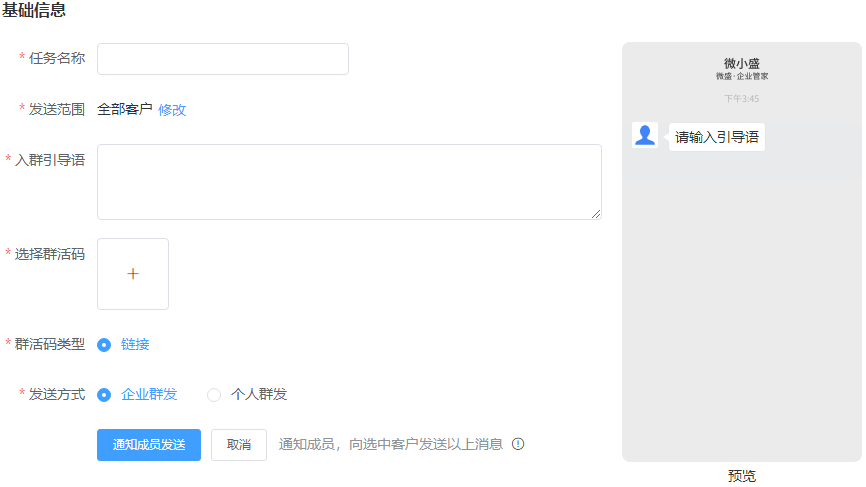 基础信息
* 任务名称
* 发送范围 全部客户 修改
* 入群引导语
* 选择群活码
+
* 群活码类型 链接
* 发送方式 企业群发 个人群发
通知成员发送 取消 通知成员，向选中客户发送以上消息
微小盛
微盛·企业管家
下午3:45
请输入引导语
预览